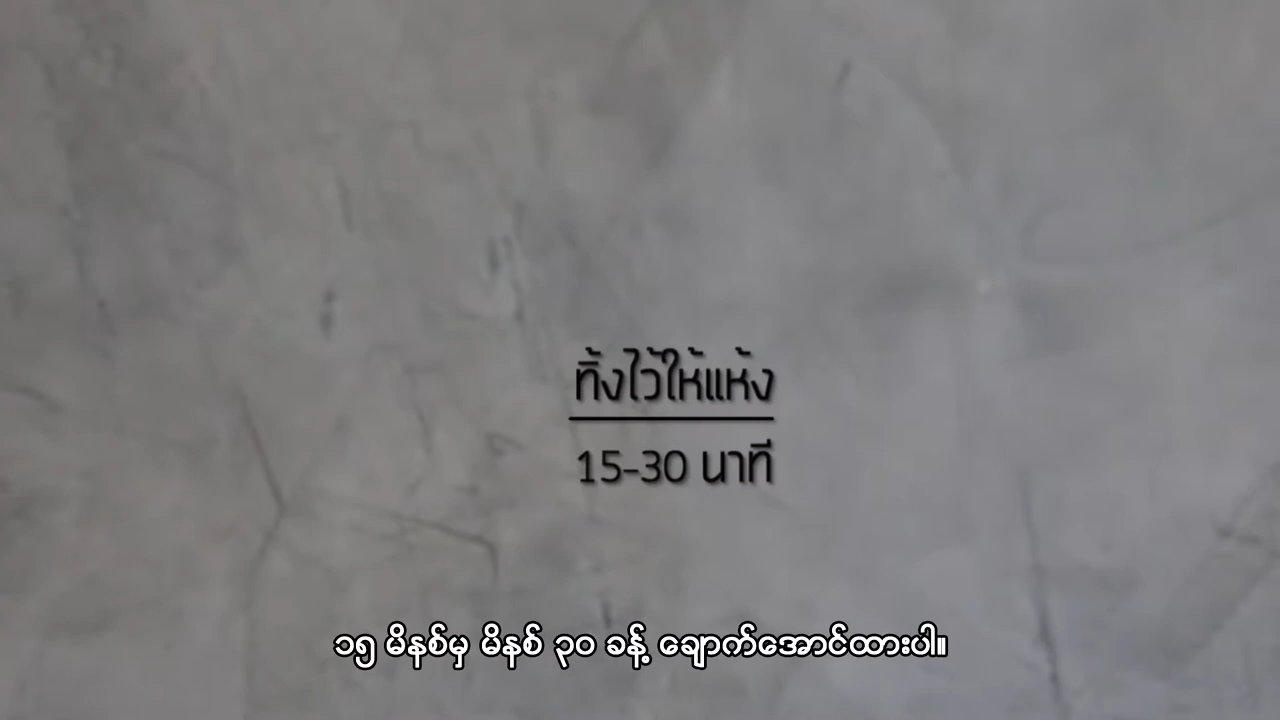 ทิ้งไว้ให้แห้ง
15-30 นาที
၁၅ မိနစ်မှ မိနစ် ၃၀ ခန့် ခြောက်အောင်ထားပါ။